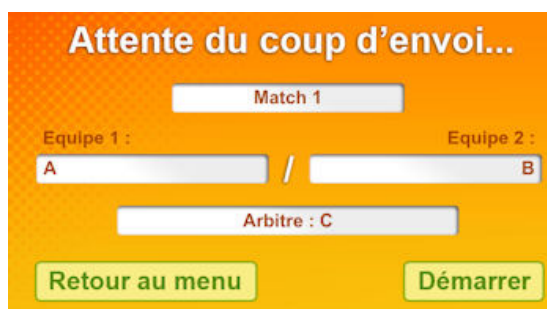 Attente du coup d’envoi...
Match 1
Equipe 1 :
Equipe 2 :
A / B
Arbitre : C
Retour au menu
Démarrer